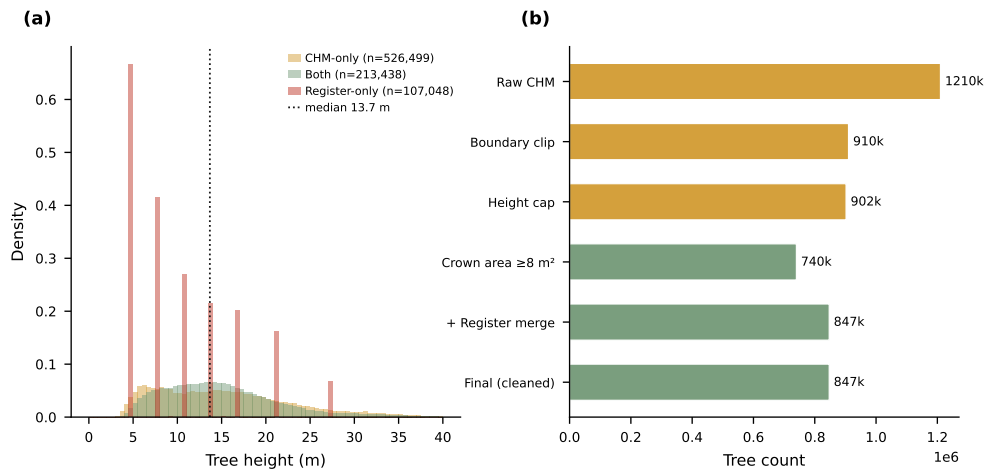 (a)
Density
0.6
0.5
0.4
0.3
0.2
0.1
0.0
CHM-only (n=526,499)
Both (n=213,438)
Register-only (n=107,048)
median 13.7 m
0 5 10 15 20 25 30 35 40
Tree height (m)
(b)
Raw CHM 1210k
Boundary clip 910k
Height cap 902k
Crown area ≥8 m² 740k
+ Register merge 847k
Final (cleaned) 847k
0.0 0.2 0.4 0.6 0.8 1.0 1.2
1e6
Tree count